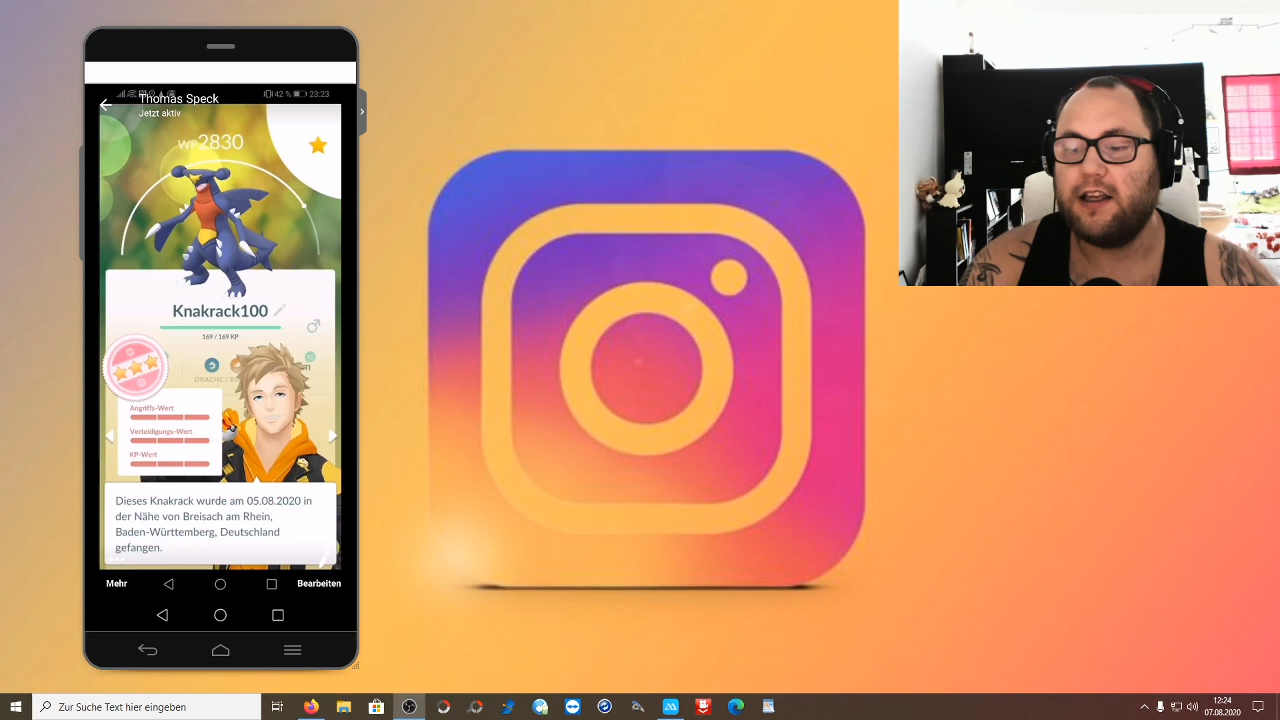 42 % 23:23
Thomas Speck
Jetzt aktiv
WP2830
Knakrack100
169 / 169 KP
DRACHE / BO
m
Angriffs-Wert
Verteidigungs-Wert
KP-Wert
Dieses Knakrack wurde am 05.08.2020 in
der Nähe von Breisach am Rhein,
Baden-Württemberg, Deutschland
gefangen.
Mehr
Bearbeiten
Zur Suche Text hier eingeben
12:24
07.08.2020